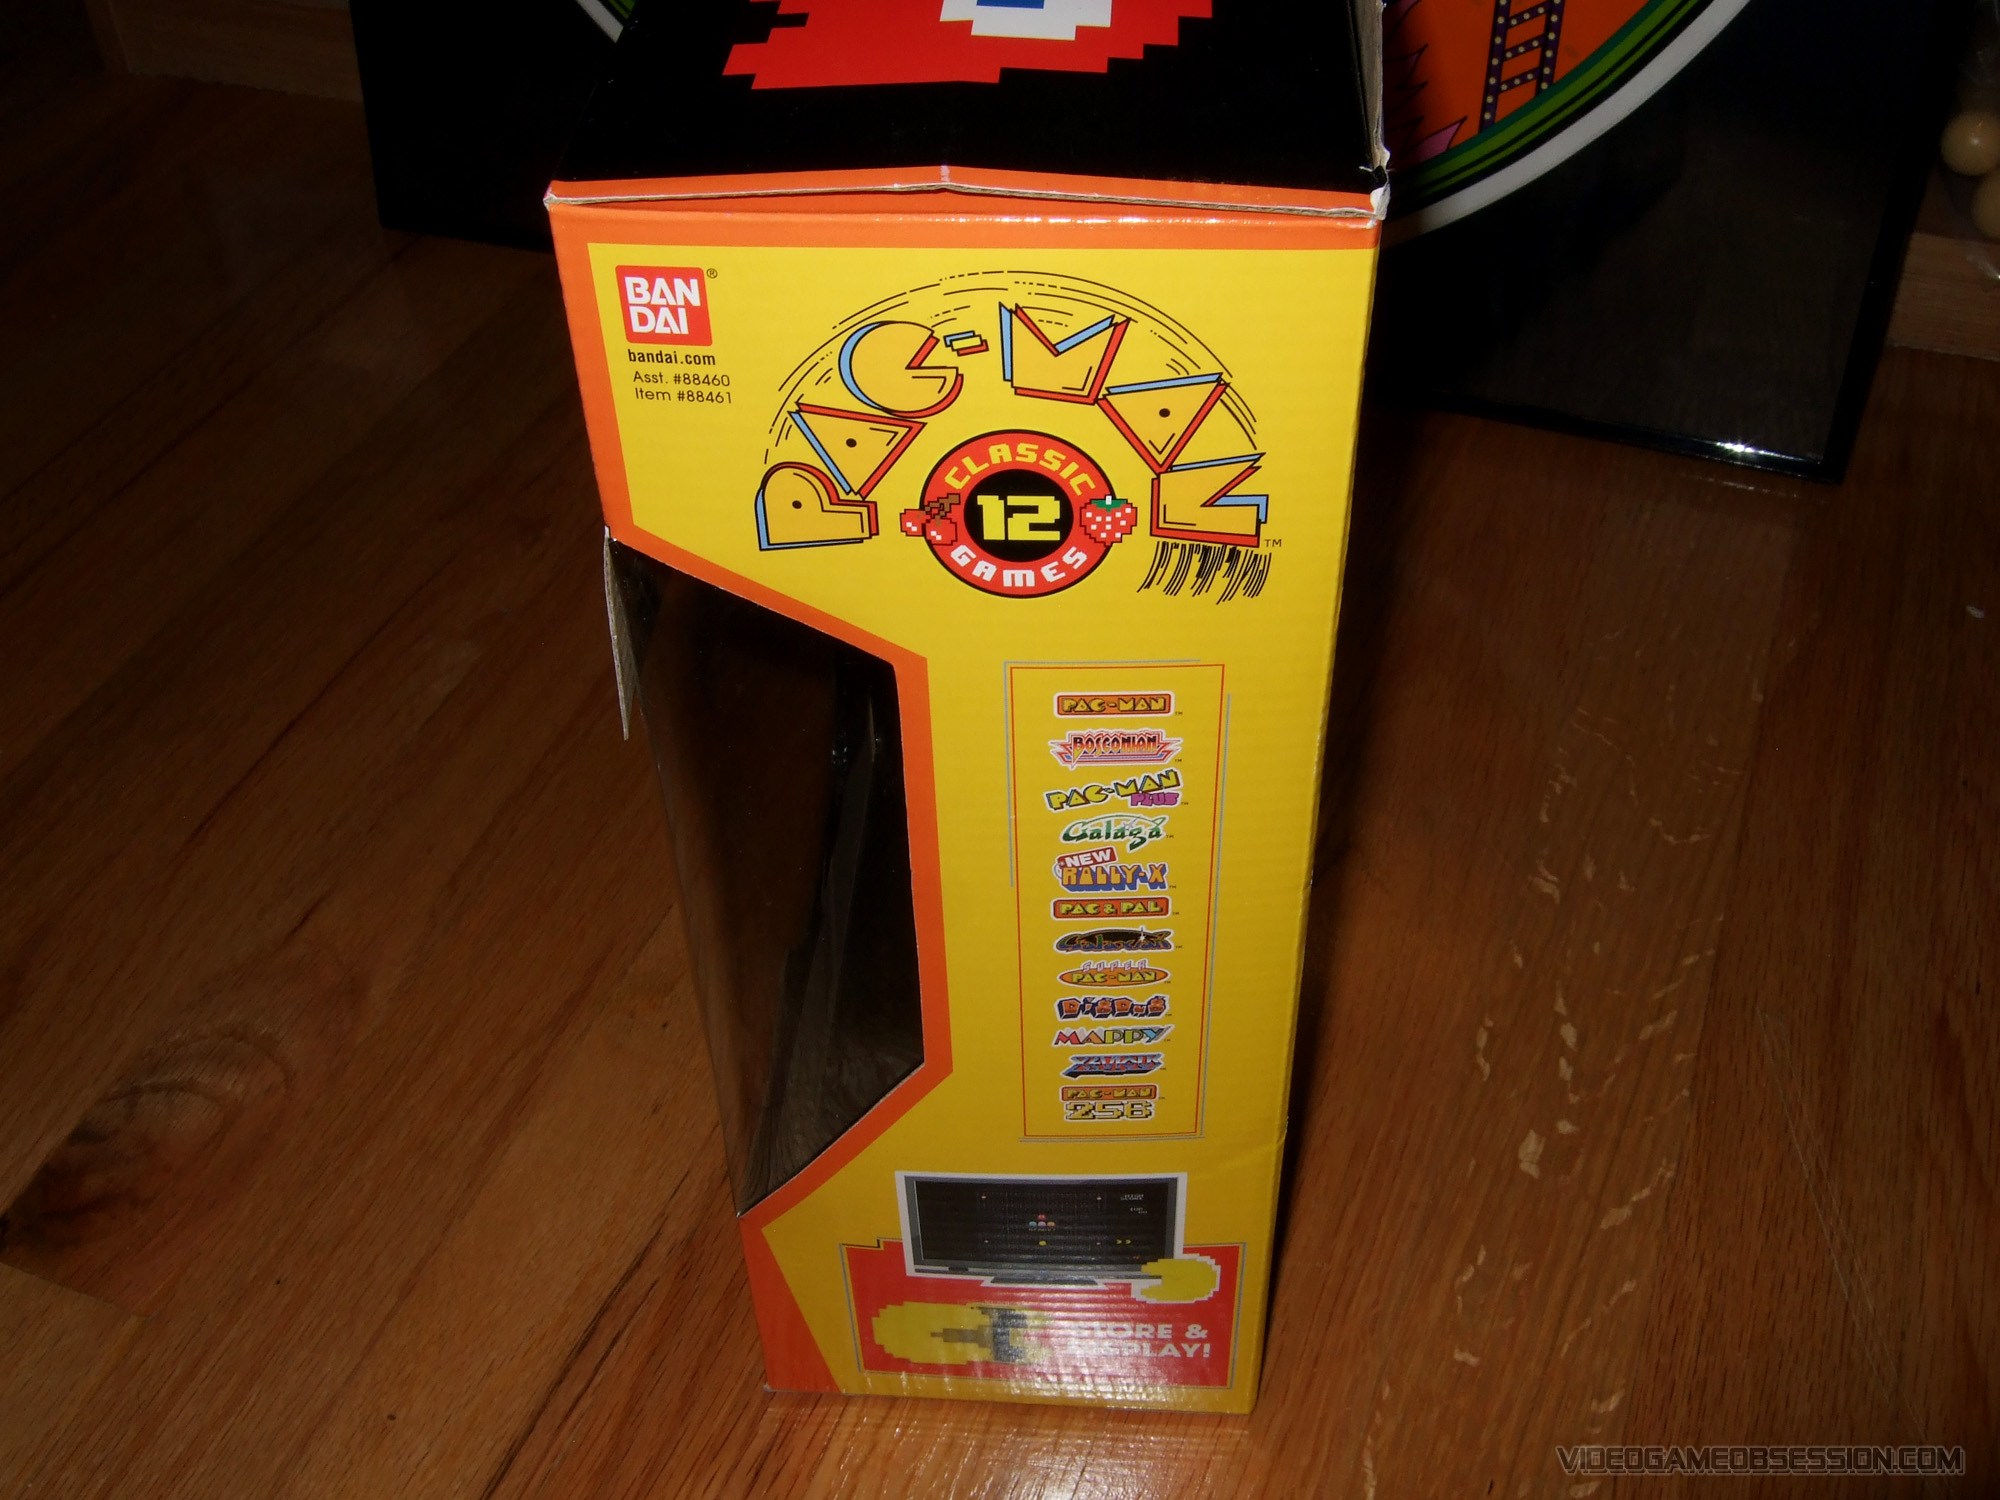 BAN
DAI
®
bandai.com
Asst. #88460
Item #88461
PAC-MAN
TM
CLASSIC
12
GAMES
PAC-MAN
BOSCONIAN
PAC-MAN
PLUS
Galaga
NEW
RALLY-X
PAC & PAL
Galaxian
SUPER
PAC-MAN
DIG DUG
MAPPY
XEVIOUS
PAC-MAN
256
STORE &
DISPLAY!
VIDEOGAMEOBSESSION.COM